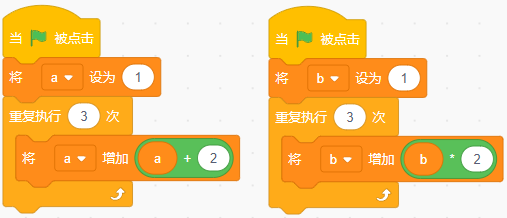 当 被点击
将 a 设为 1
重复执行 3 次
将 a 增加 a + 2
当 被点击
将 b 设为 1
重复执行 3 次
将 b 增加 b * 2